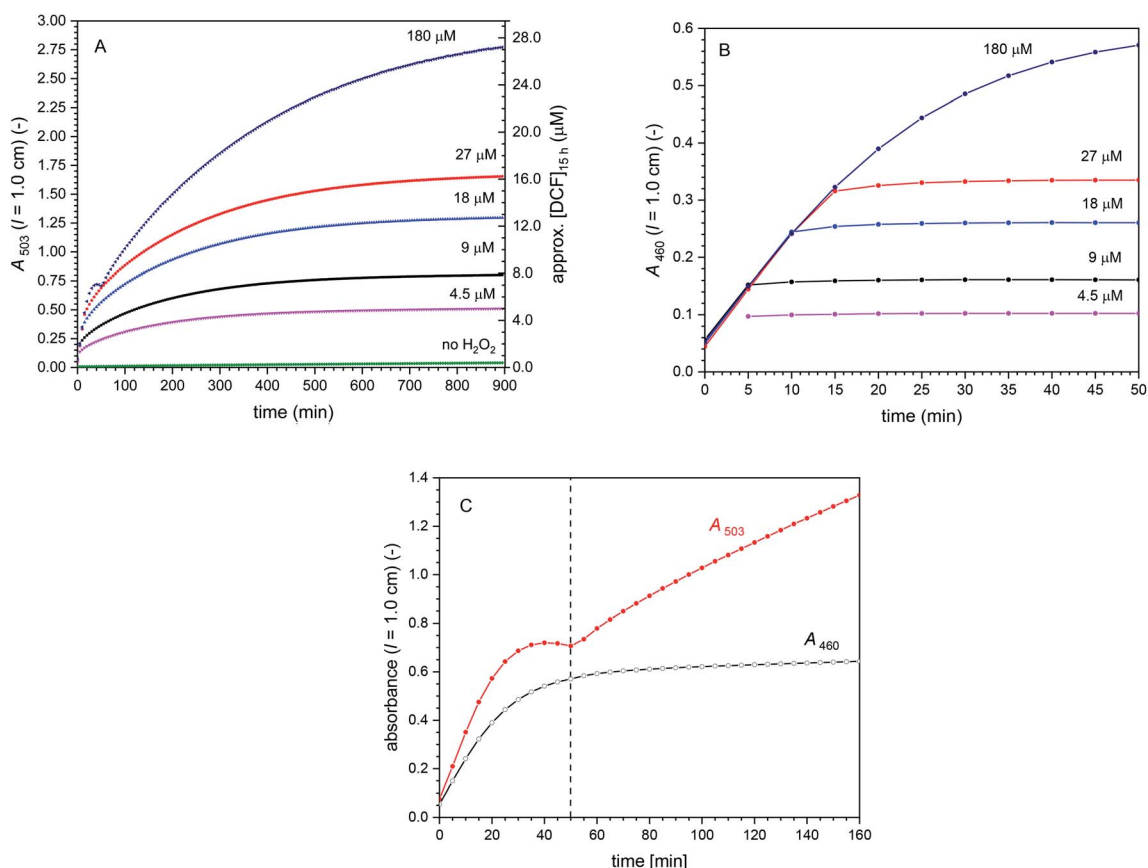 A
A503 (l = 1.0 cm) (-)
3.00
2.75
2.50
2.25
2.00
1.75
1.50
1.25
1.00
0.75
0.50
0.25
0.00
180 μM
27 μM
18 μM
9 μM
4.5 μM
no H2O2
28.0
24.0
20.0
16.0
12.0
8.0
4.0
0.0
approx. [DCF]15 h (μM)
0 100 200 300 400 500 600 700 800 900
time (min)
B
A460 (l = 1.0 cm) (-)
0.6
0.5
0.4
0.3
0.2
0.1
0.0
180 μM
27 μM
18 μM
9 μM
4.5 μM
0 5 10 15 20 25 30 35 40 45 50
time (min)
C
absorbance (l = 1.0 cm) (-)
1.4
1.2
1.0
0.8
0.6
0.4
0.2
0.0
A503
A460
0 20 40 60 80 100 120 140 160
time [min]